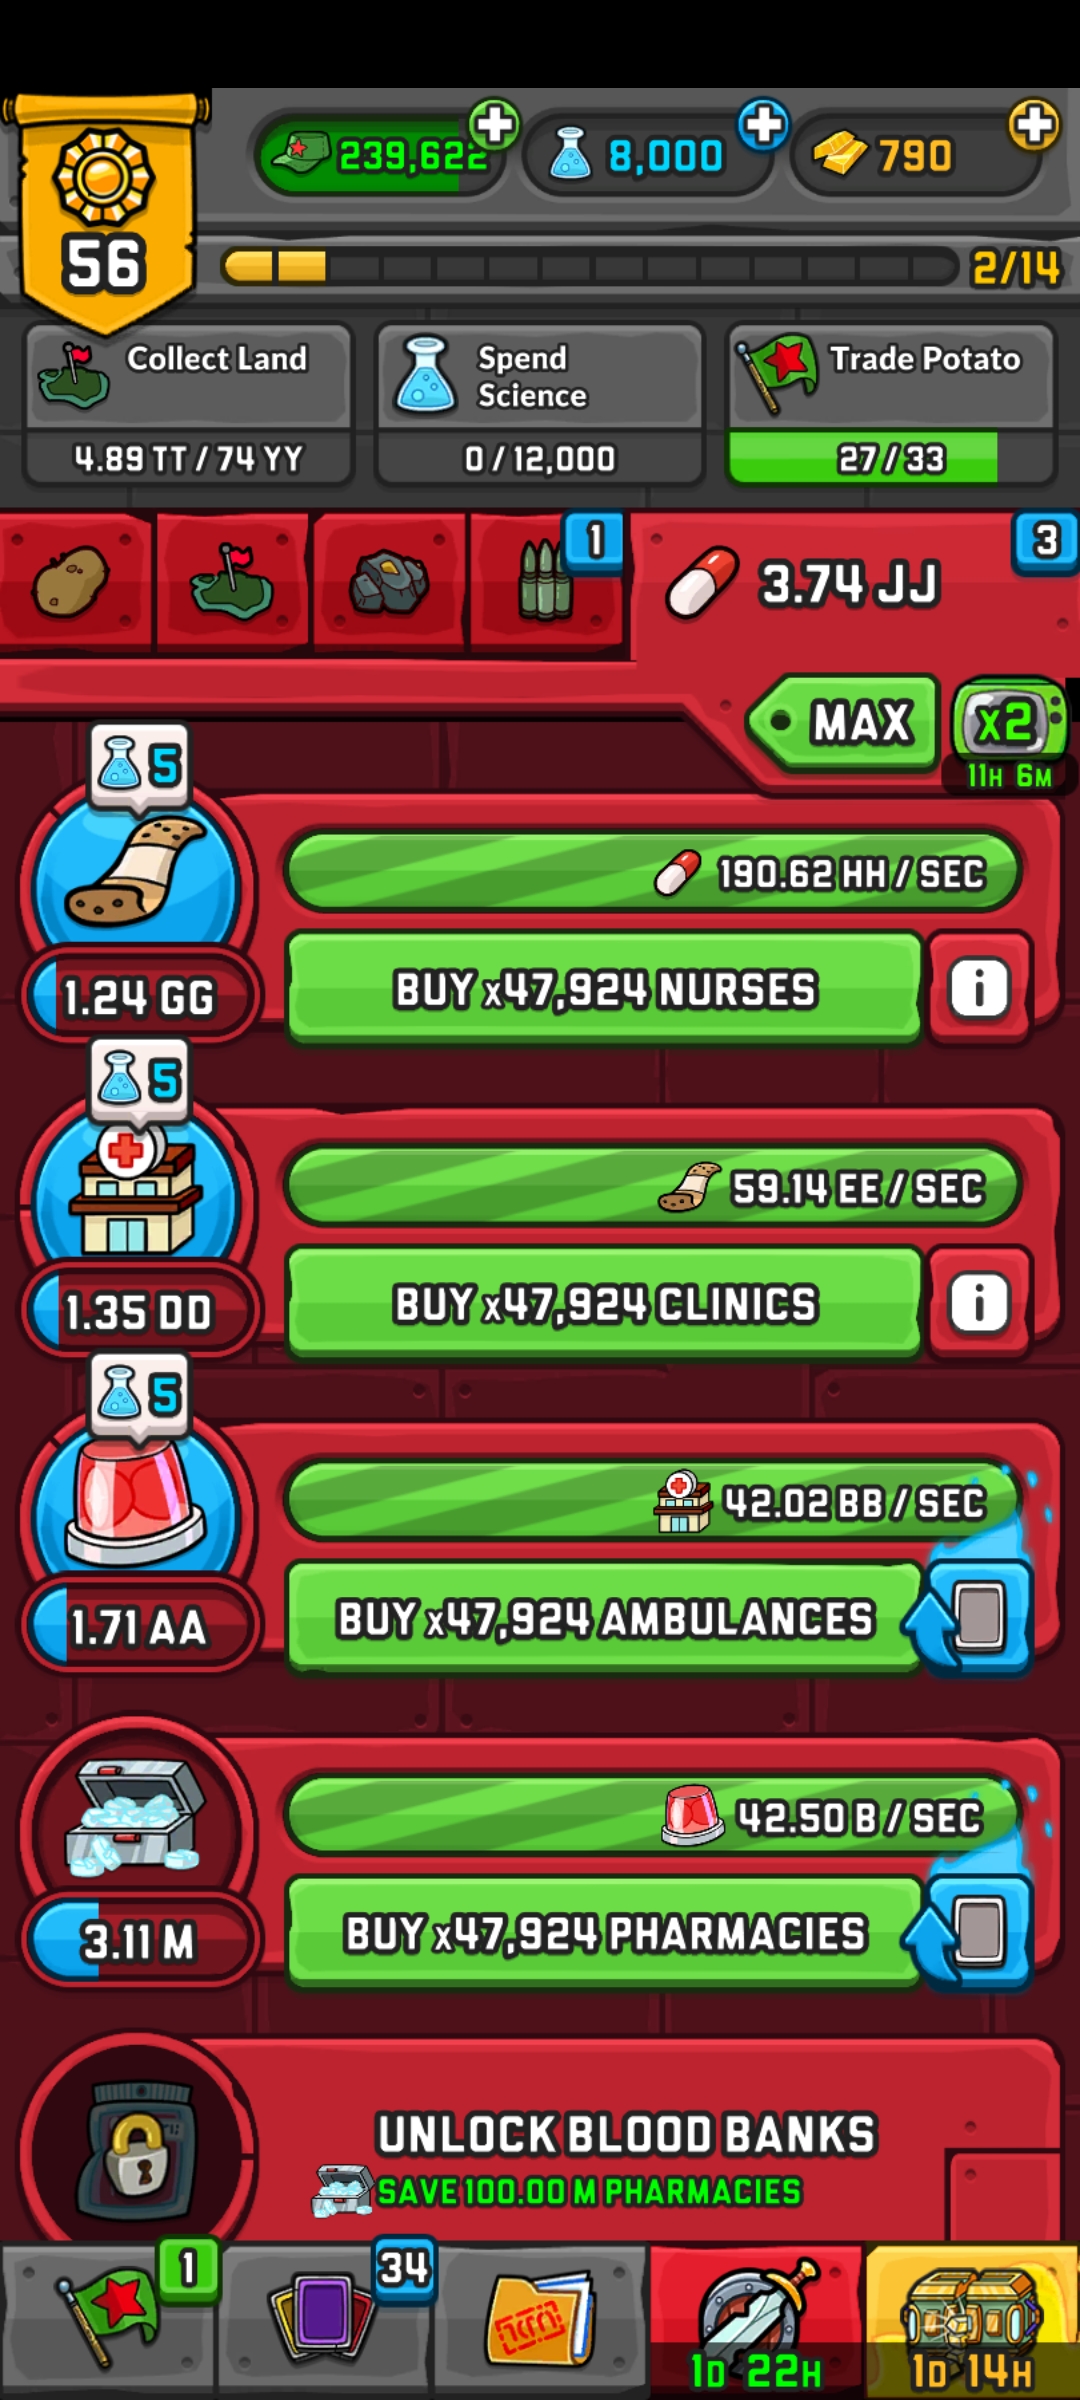 239,622
8,000
790
56
2/14
Collect Land
4.89 TT / 74 YY
Spend
Science
0 / 12,000
Trade Potato
27 / 33
1
3.74 JJ
3
MAX
x2
11H 6M
5
190.62 HH / SEC
1.24 GG
BUY x47,924 NURSES
i
5
59.14 EE / SEC
1.35 DD
BUY x47,924 CLINICS
i
5
42.02 BB / SEC
1.71 AA
BUY x47,924 AMBULANCES
42.50 B / SEC
3.11 M
BUY x47,924 PHARMACIES
UNLOCK BLOOD BANKS
SAVE 100.00 M PHARMACIES
1
34
1D 22H
1D 14H